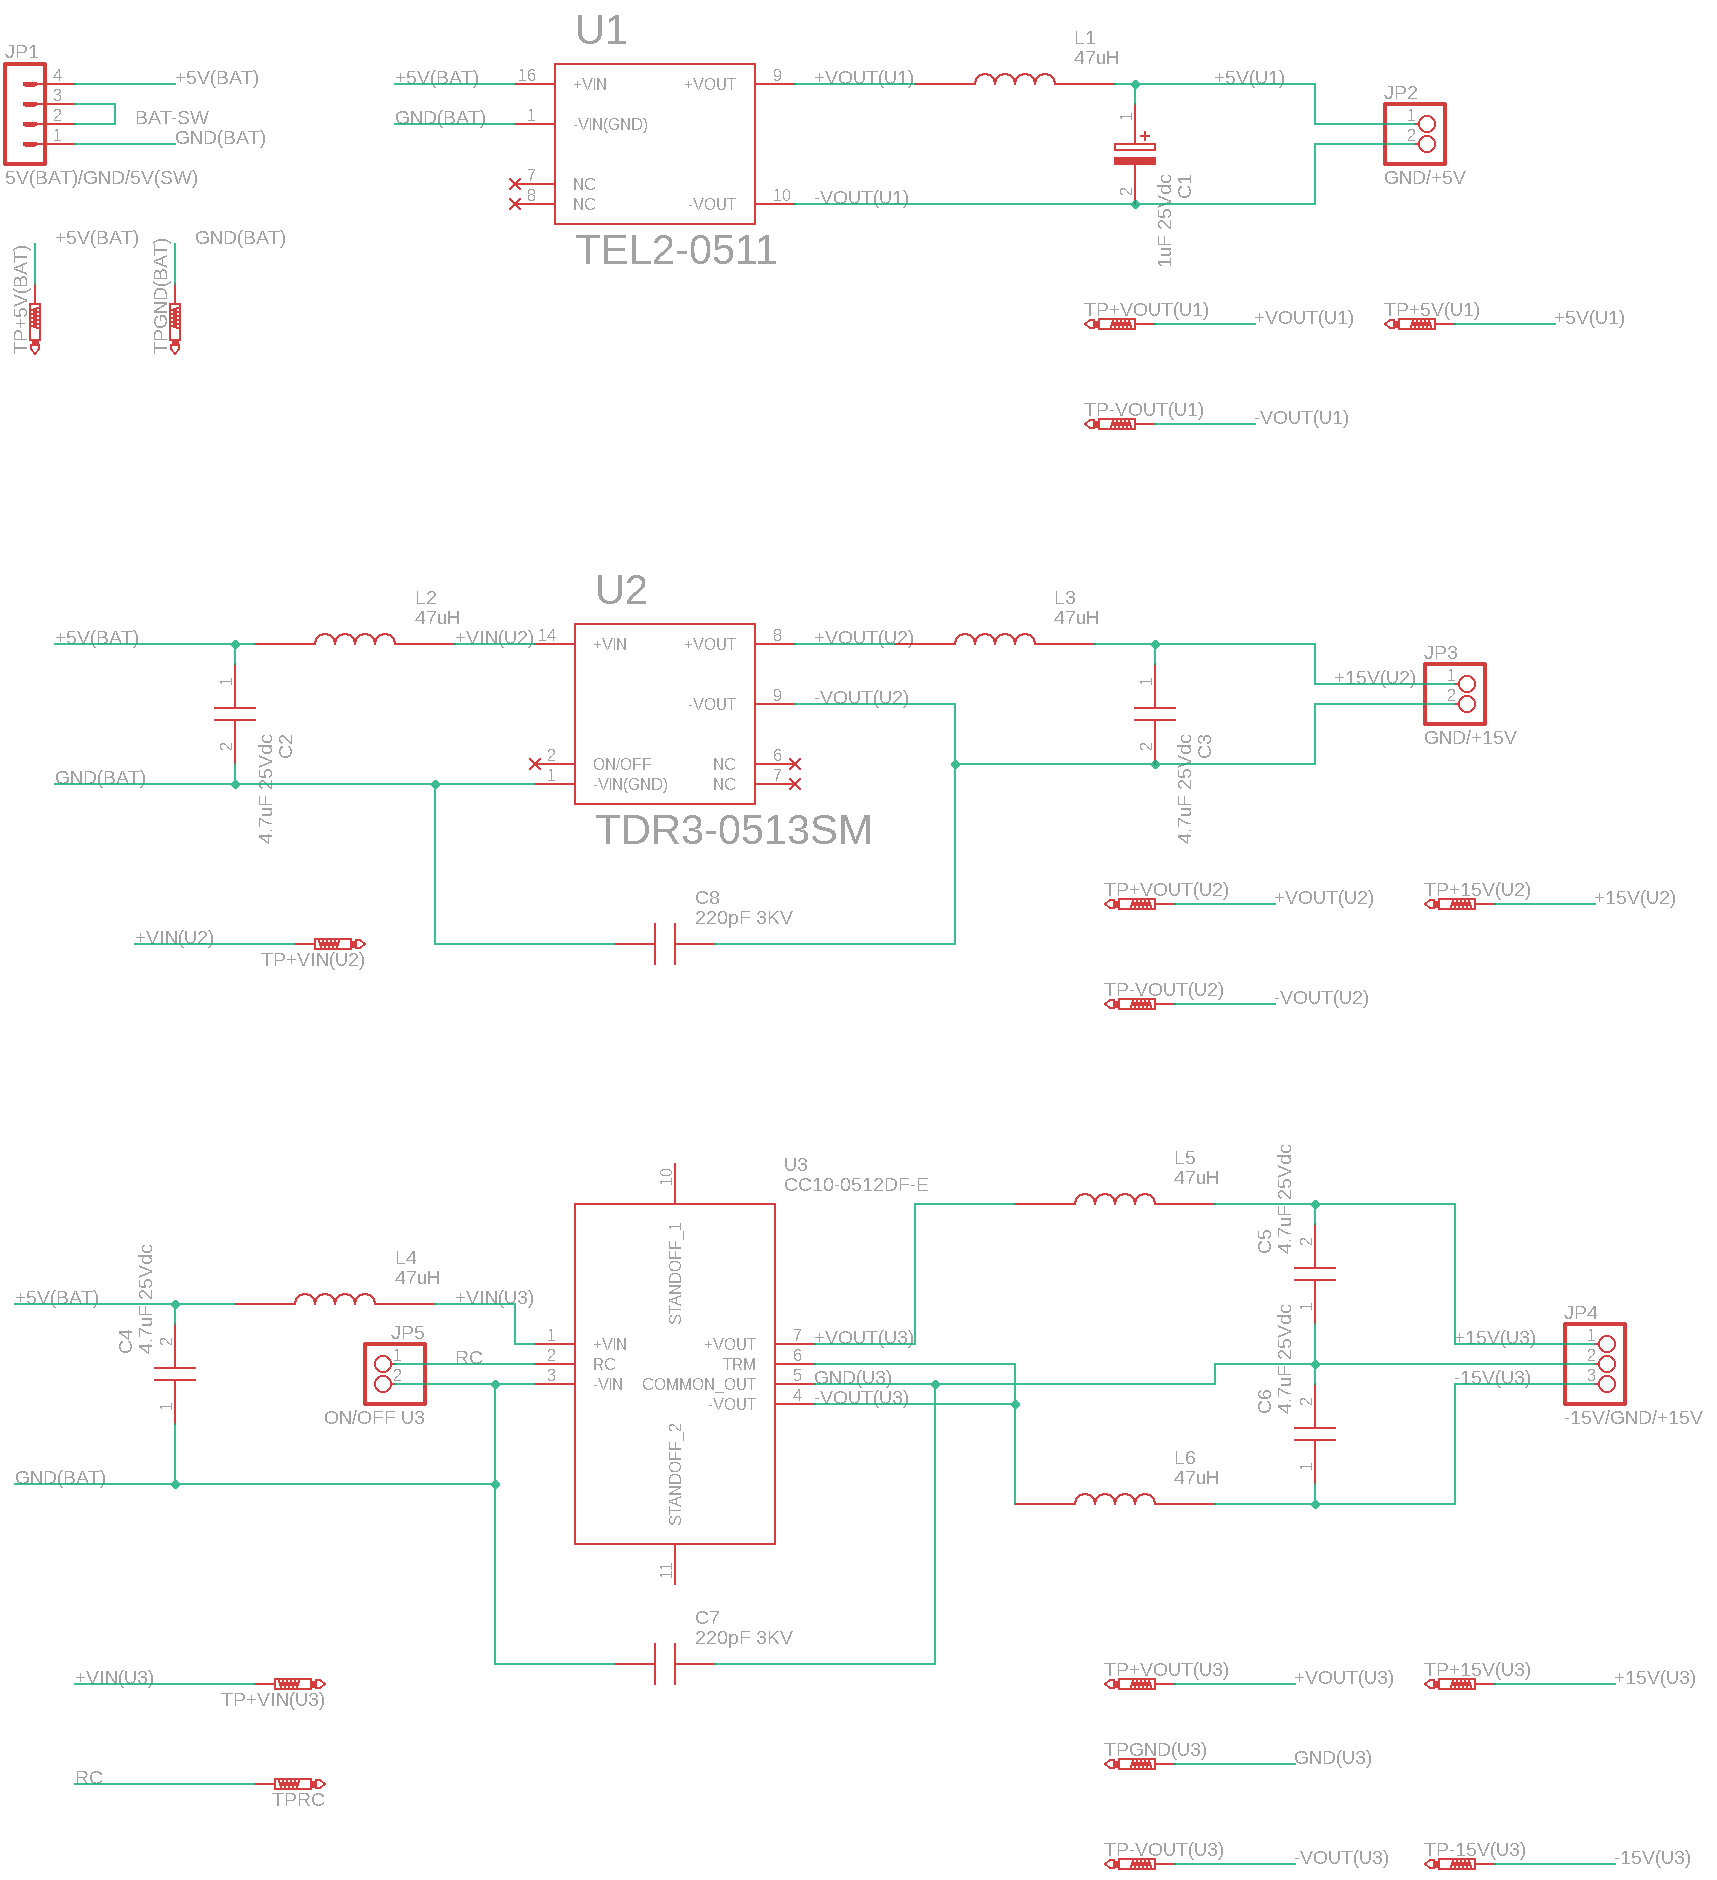 U1
JP1
4 +5V(BAT)
3
2 BAT-SW
1 GND(BAT)
5V(BAT)/GND/5V(SW)
+5V(BAT) 16 +VIN
GND(BAT) 1 -VIN(GND)
7 NC
8 NC
+VOUT 9 +VOUT(U1)
-VOUT 10 -VOUT(U1)
TEL2-0511
L1
47uH
+5V(U1)
1
+
2
1uF 25Vdc
C1
JP2
1
2
GND/+5V
+5V(BAT)
TP+5V(BAT)
GND(BAT)
TPGND(BAT)
TP+VOUT(U1) +VOUT(U1)
TP+5V(U1) +5V(U1)
TP-VOUT(U1) -VOUT(U1)
U2
L2
47uH
+5V(BAT)
+VIN(U2) 14 +VIN
1
2
C2
4.7uF 25Vdc
GND(BAT)
2 ON/OFF
1 -VIN(GND)
+VOUT 8 +VOUT(U2)
-VOUT 9 -VOUT(U2)
NC 6
NC 7
TDR3-0513SM
L3
47uH
1
2
C3
4.7uF 25Vdc
JP3
+15V(U2) 1
2
GND/+15V
C8
220pF 3KV
+VIN(U2)
TP+VIN(U2)
TP+VOUT(U2) +VOUT(U2)
TP+15V(U2) +15V(U2)
TP-VOUT(U2) -VOUT(U2)
U3
CC10-0512DF-E
10
STANDOFF_1
L4
47uH
+5V(BAT)
+VIN(U3)
C4
4.7uF 25Vdc
2
1
GND(BAT)
JP5
1 RC
2
ON/OFF U3
1 +VIN
2 RC
3 -VIN
+VOUT 7 +VOUT(U3)
TRM 6
COMMON_OUT 5 GND(U3)
-VOUT 4 -VOUT(U3)
STANDOFF_2
11
L5
47uH
C5
4.7uF 25Vdc
2
1
C6
4.7uF 25Vdc
2
1
L6
47uH
JP4
+15V(U3) 1
2
-15V(U3) 3
-15V/GND/+15V
C7
220pF 3KV
+VIN(U3)
TP+VIN(U3)
RC
TPRC
TP+VOUT(U3) +VOUT(U3)
TP+15V(U3) +15V(U3)
TPGND(U3) GND(U3)
TP-VOUT(U3) -VOUT(U3)
TP-15V(U3) -15V(U3)